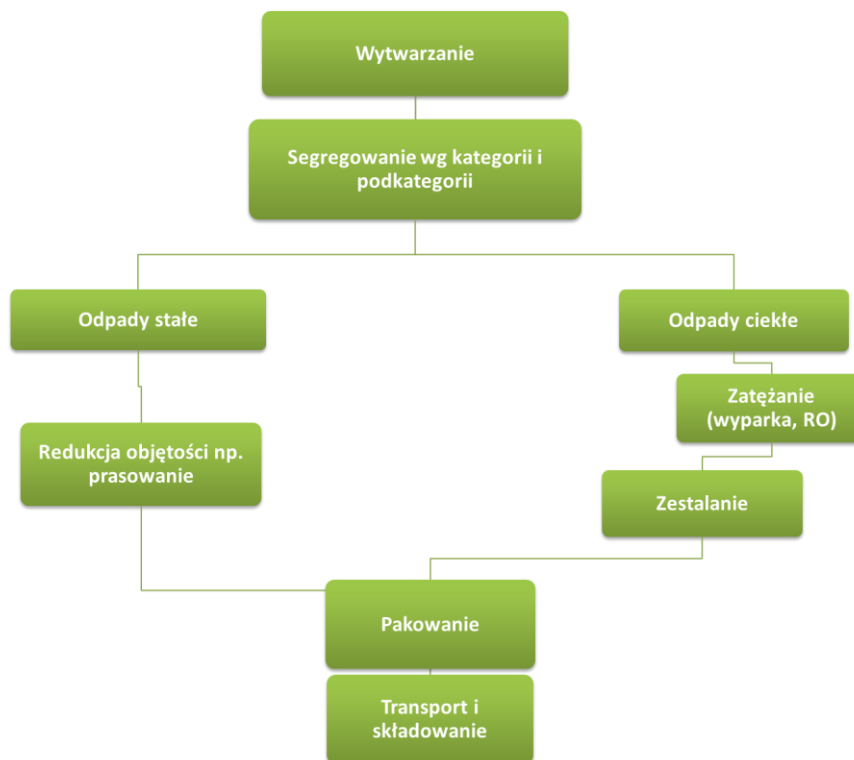 Wytwarzanie
Segregowanie wg kategorii i
podkategorii
Odpady stałe
Odpady ciekłe
Zatężanie
(wyparka, RO)
Redukcja objętości np.
prasowanie
Zestalanie
Pakowanie
Transport i
składowanie